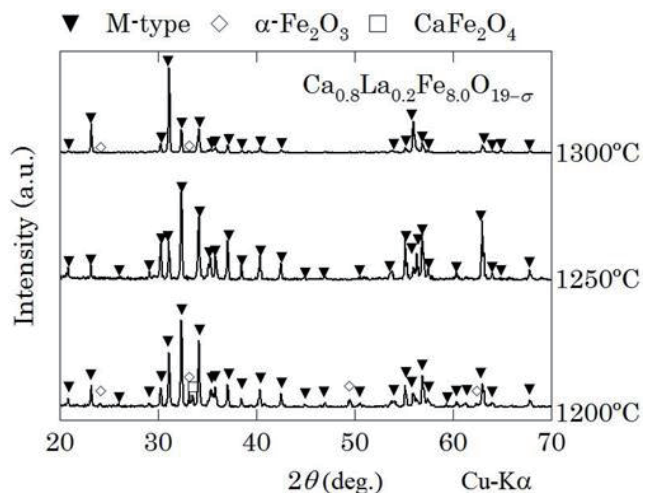 ▼ M-type ◇ α-Fe₂O₃ □ CaFe₂O₄
Ca₀.₈La₀.₂Fe₈.₀O₁₉₋σ
1300°C
1250°C
1200°C
Intensity (a.u.)
20 30 40 50 60 70
2θ (deg.) Cu-Kα